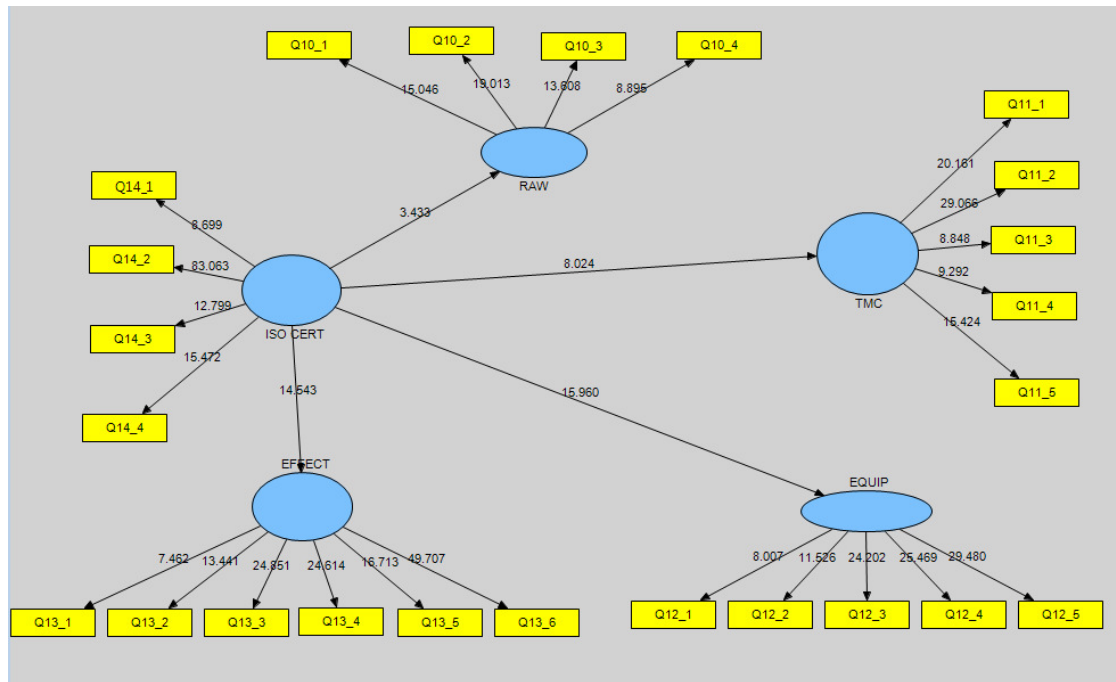 Q10_1
Q10_2
Q10_3
Q10_4
15.046
19.013
13.608
8.895
RAW
Q11_1
Q11_2
Q11_3
Q11_4
Q11_5
20.161
29.066
8.848
9.292
15.424
TMC
Q14_1
Q14_2
Q14_3
Q14_4
8.699
83.063
12.799
15.472
ISO CERT
3.433
8.024
14.543
15.960
EFFECT
7.462
13.441
24.851
24.614
16.713
49.707
Q13_1
Q13_2
Q13_3
Q13_4
Q13_5
Q13_6
EQUIP
8.007
11.526
24.202
25.469
29.480
Q12_1
Q12_2
Q12_3
Q12_4
Q12_5